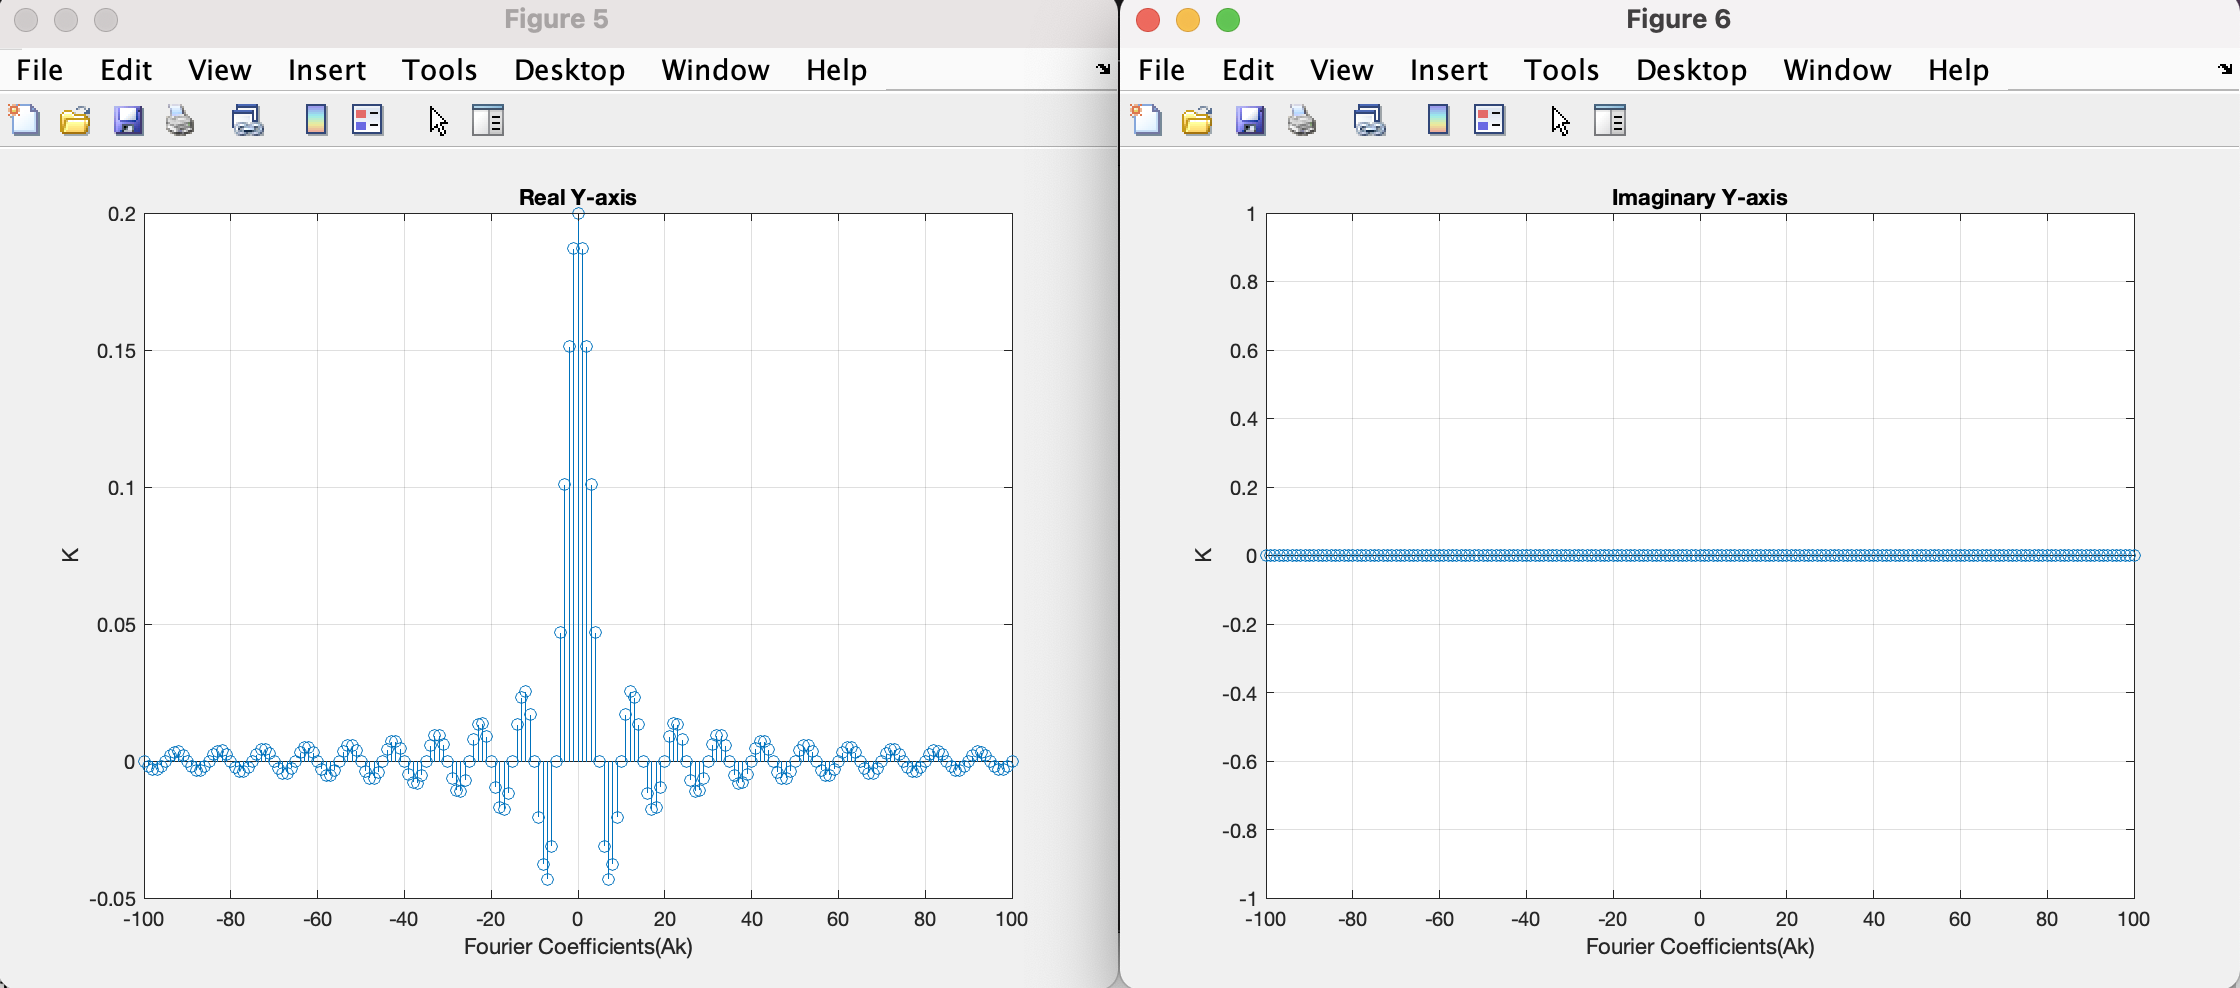 Figure 5
File Edit View Insert Tools Desktop Window Help
Real Y-axis
0.2
0.15
0.1
0.05
0
-0.05
K
-100 -80 -60 -40 -20 0 20 40 60 80 100
Fourier Coefficients(Ak)
Figure 6
File Edit View Insert Tools Desktop Window Help
Imaginary Y-axis
1
0.8
0.6
0.4
0.2
0
-0.2
-0.4
-0.6
-0.8
-1
K
-100 -80 -60 -40 -20 0 20 40 60 80 100
Fourier Coefficients(Ak)